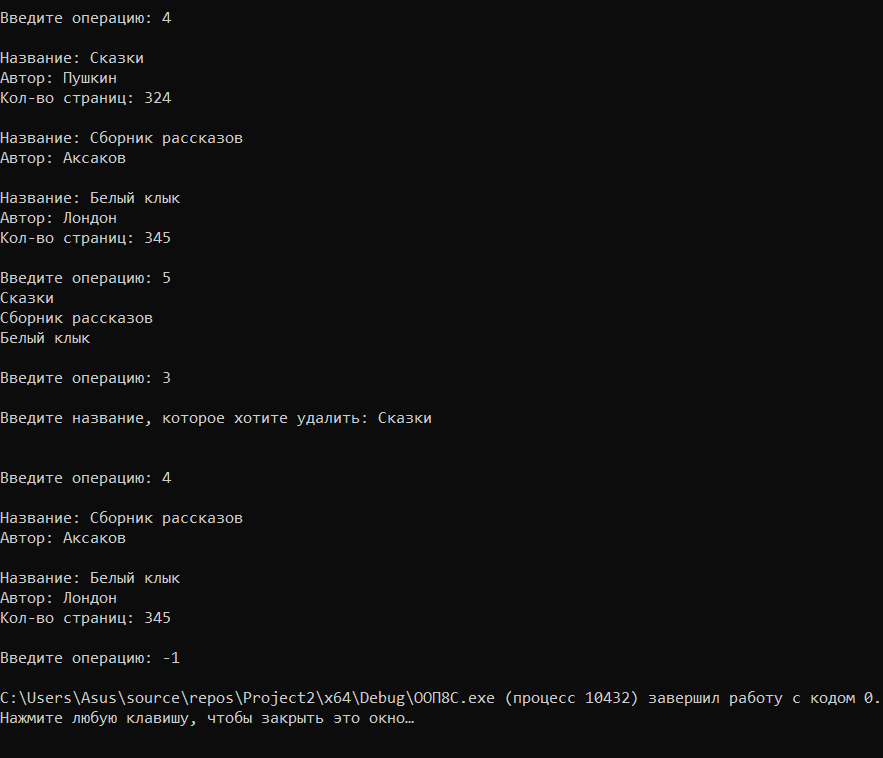 Введите операцию: 4
Название: Сказки
Автор: Пушкин
Кол-во страниц: 324
Название: Сборник рассказов
Автор: Аксаков
Название: Белый клык
Автор: Лондон
Кол-во страниц: 345
Введите операцию: 5
Сказки
Сборник рассказов
Белый клык
Введите операцию: 3
Введите название, которое хотите удалить: Сказки
Введите операцию: 4
Название: Сборник рассказов
Автор: Аксаков
Название: Белый клык
Автор: Лондон
Кол-во страниц: 345
Введите операцию: -1
C:\Users\Asus\source\repos\Project2\x64\Debug\ООП8С.exe (процесс 10432) завершил работу с кодом 0.
Нажмите любую клавишу, чтобы закрыть это окно…